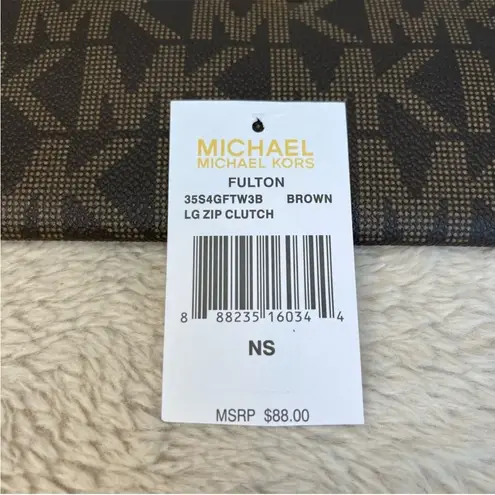 MICHAEL
MICHAEL KORS
FULTON
35S4GFTW3B BROWN
LG ZIP CLUTCH
8 88235 16034 4
NS
MSRP $88.00